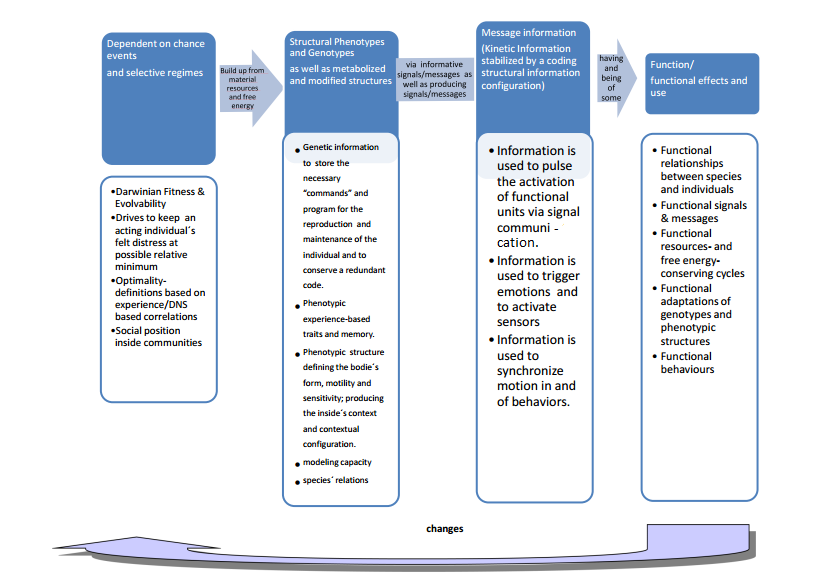 Dependent on chance
events
and selective regimes
•Darwinian Fitness &
Evolvability
•Drives to keep an
acting individual´s
felt distress at
possible relative
minimum
•Optimality-
definitions based on
experience/DNS
based correlations
•Social position
inside communities
Build up from
material
resources
and free
energy
Structural Phenotypes
and Genotypes
as well as metabolized
and modified structures
• Genetic information
to store the
necessary
"commands" and
program for the
reproduction and
maintenance of the
individual and to
conserve a redundant
code.
• Phenotypic
experience-based
traits and memory.
• Phenotypic structure
defining the bodie´s
form, motility and
sensitivity; producing
the inside´s context
and contextual
configuration.
• modeling capacity
• species´ relations
via informative
signals/messages as
well as producing
signals/messages
Message information
(Kinetic Information
stabilized by a coding
structural information
configuration)
• Information is
used to pulse
the activation
of functional
units via signal
communi -
cation.
• Information is
used to trigger
emotions and
to activate
sensors
• Information is
used to
synchronize
motion in and
of behaviors.
having
and
being
of
some
Function/
functional effects and
use
• Functional
relationships
between species
and individuals
• Functional signals
& messages
• Functional
resources- and
free energy-
conserving cycles
• Functional
adaptations of
genotypes and
phenotypic
structures
• Functional
behaviours
changes